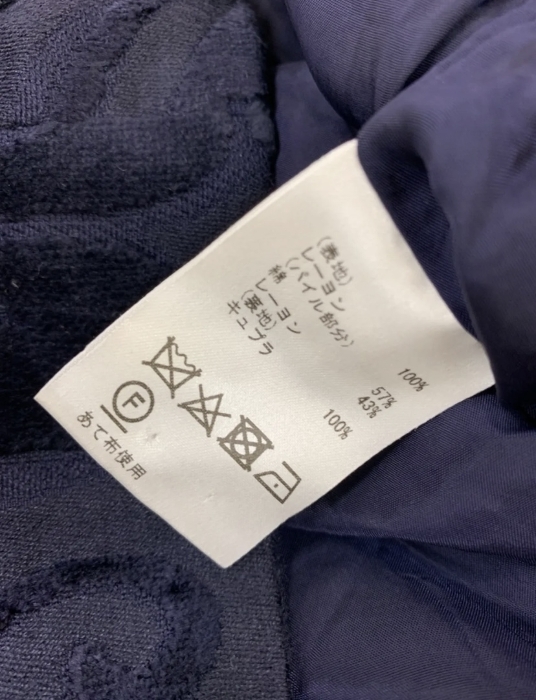 (表地)
レーヨン 100%
(パイル部分)
綿 57%
レーヨン 43%
(裏地)
キュプラ 100%
F
あて布使用